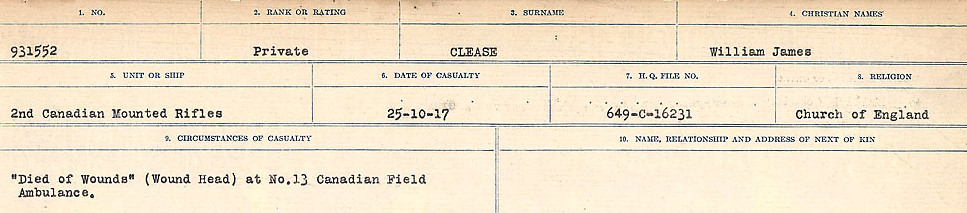 1. NO. 2. RANK OR RATING 3. SURNAME 4. CHRISTIAN NAMES
931552 Private CLEASE William James
5. UNIT OR SHIP 6. DATE OF CASUALTY 7. H.Q. FILE NO. 8. RELIGION
2nd Canadian Mounted Rifles 25-10-17 649-C-16231 Church of England
9. CIRCUMSTANCES OF CASUALTY 10. NAME, RELATIONSHIP AND ADDRESS OF NEXT OF KIN
"Died of Wounds" (Wound Head) at No.13 Canadian Field
Ambulance.